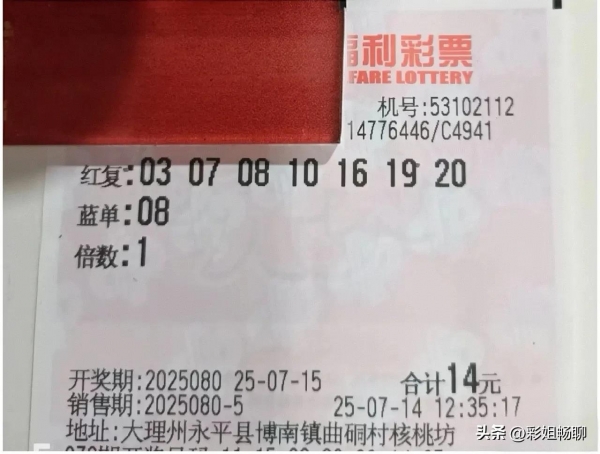 福利彩票
FARE LOTTERY
机号:53102112
14776446/C4941
红复:03 07 08 10 16 19 20
蓝单:08
倍数:1
开奖期:2025080 25-07-15 合计14元
销售期:2025080-5 25-07-14 12:35:17
地址:大理州永平县博南镇曲硐村核桃坊
头条 @彩姐畅聊